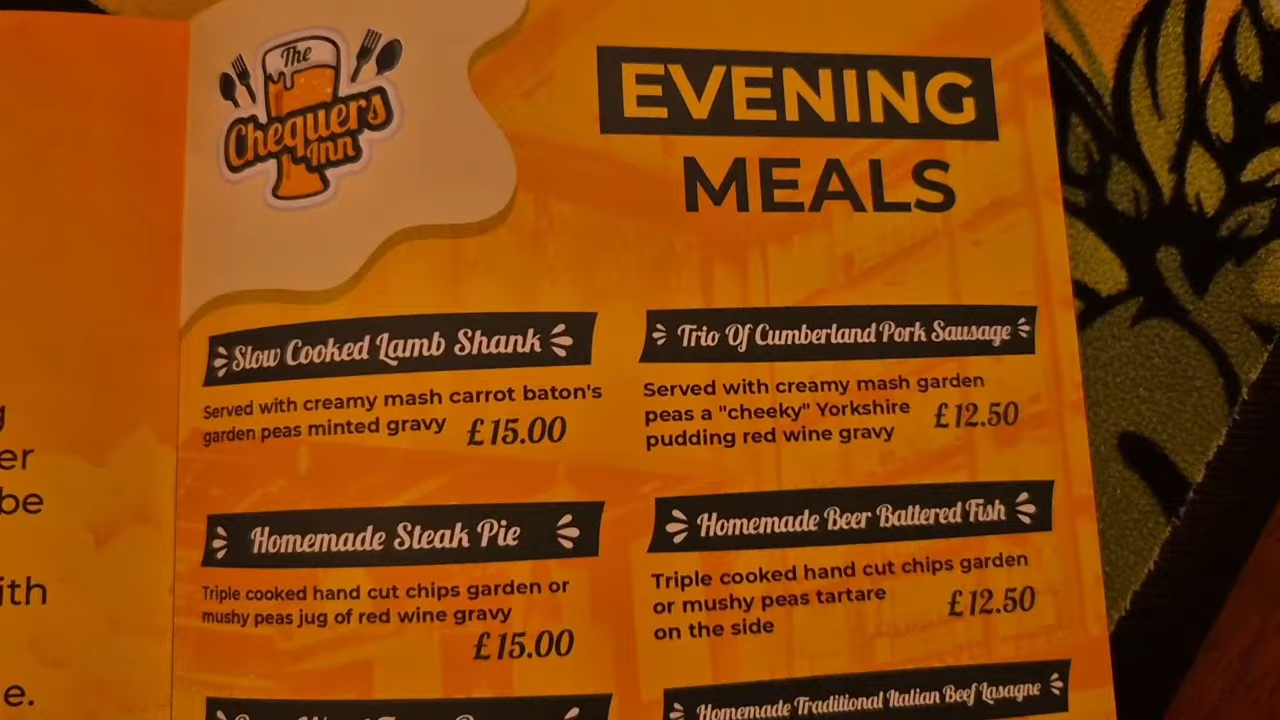 g
er
be
ith
e.
The
Chequers
Inn
EVENING
MEALS
Slow Cooked Lamb Shank
Served with creamy mash carrot baton's
garden peas minted gravy £15.00
Trio Of Cumberland Pork Sausage
Served with creamy mash garden
peas a "cheeky" Yorkshire £12.50
pudding red wine gravy
Homemade Steak Pie
Triple cooked hand cut chips garden or
mushy peas jug of red wine gravy
£15.00
Homemade Beer Battered Fish
Triple cooked hand cut chips garden
or mushy peas tartare £12.50
on the side
Homemade Traditional Italian Beef Lasagne